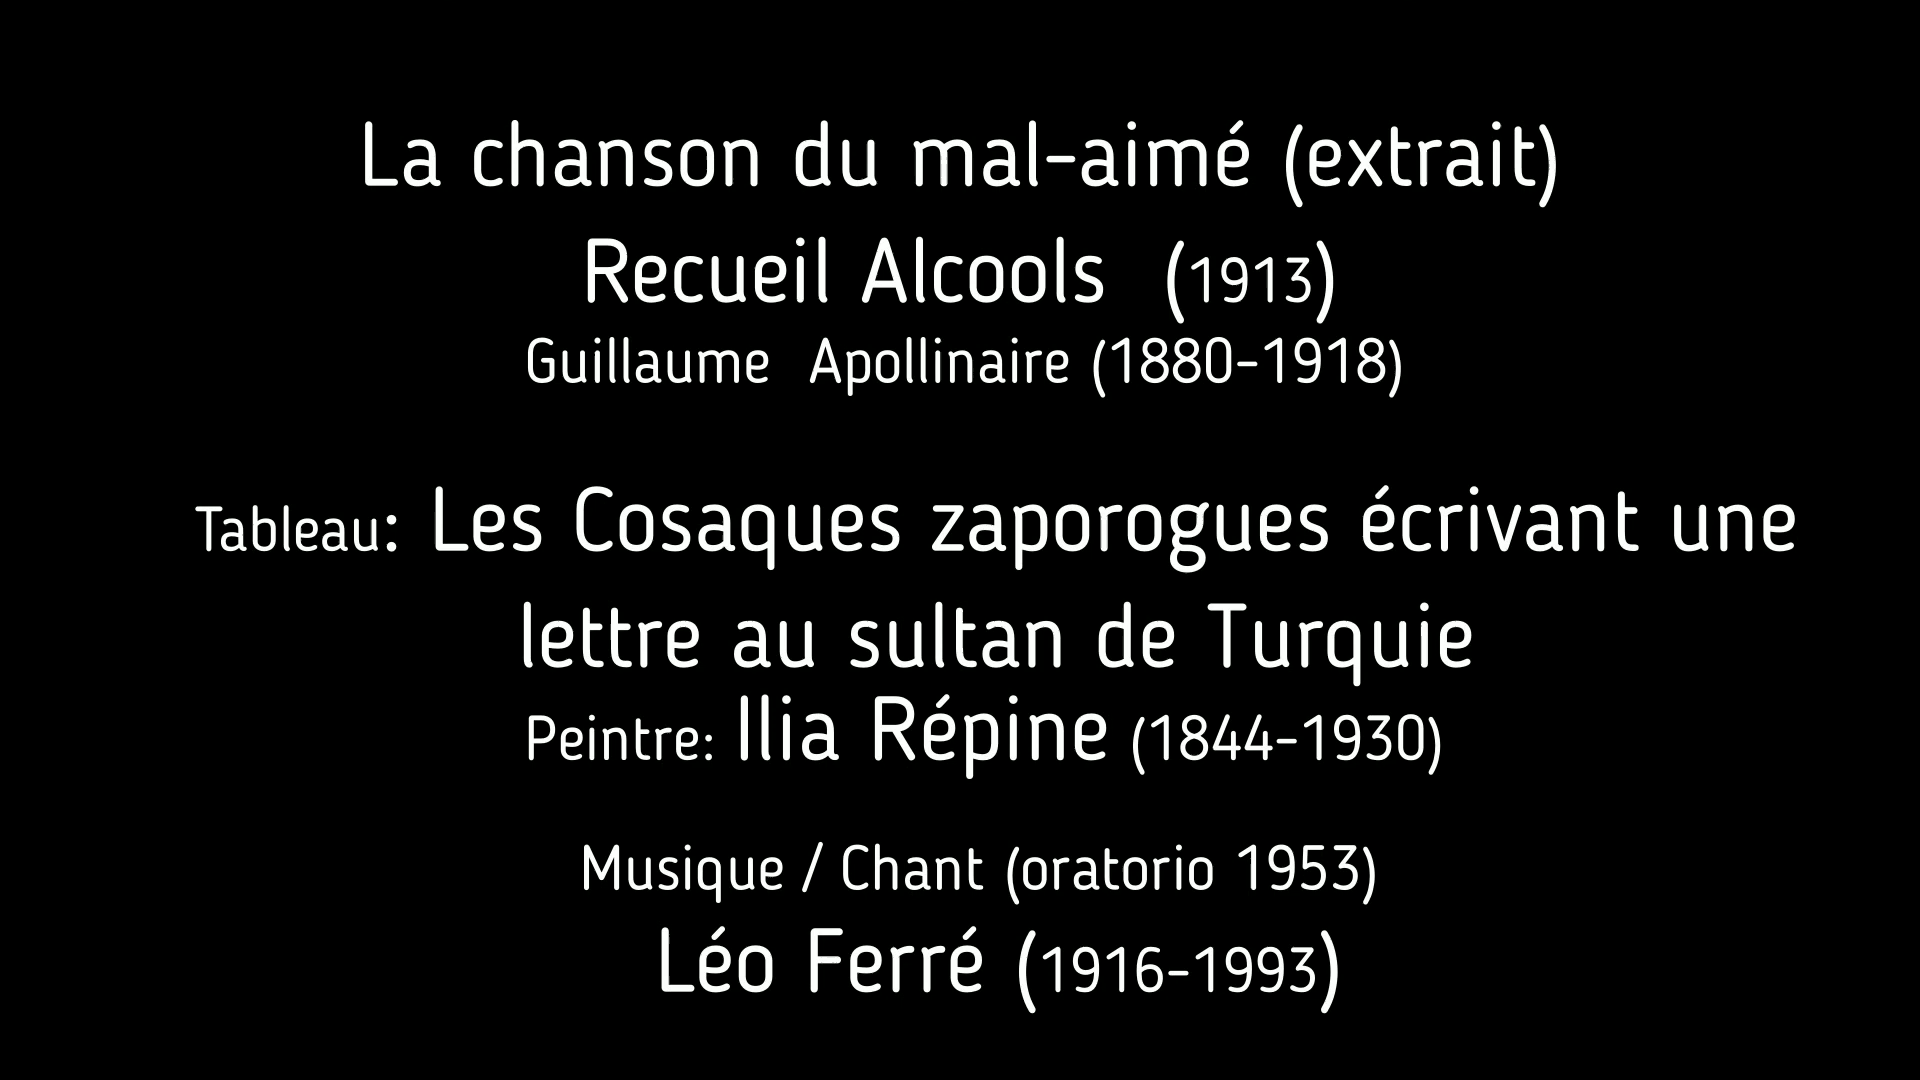 La chanson du mal-aimé (extrait)
Recueil Alcools (1913)
Guillaume Apollinaire (1880-1918)
Tableau: Les Cosaques zaporogues écrivant une
lettre au sultan de Turquie
Peintre: Ilia Répine (1844-1930)
Musique / Chant (oratorio 1953)
Léo Ferré (1916-1993)